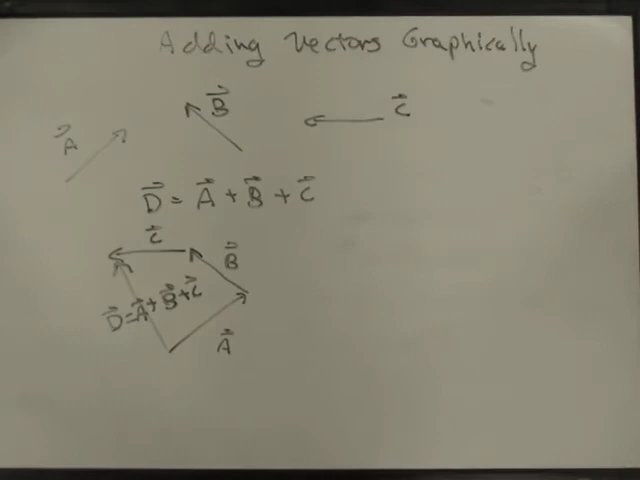 Adding Vectors Graphically
A⃗
B⃗
C⃗
D⃗ = A⃗ + B⃗ + C⃗
C⃗
B⃗
D⃗ = A⃗ + B⃗ + C⃗
A⃗